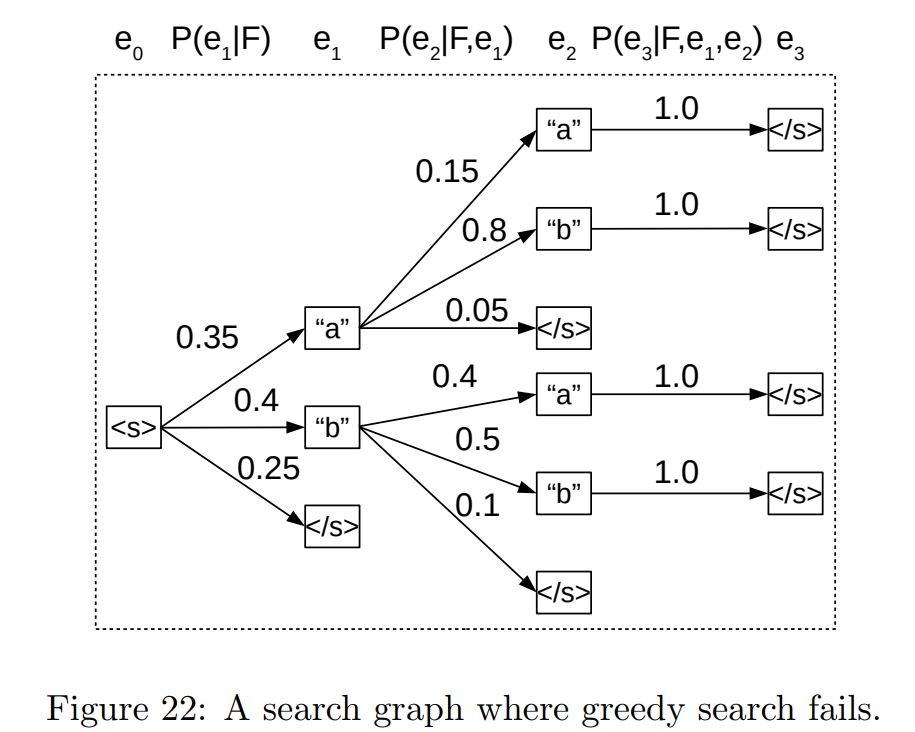 e₀ P(e₁|F) e₁ P(e₂|F,e₁) e₂ P(e₃|F,e₁,e₂) e₃
“a” 1.0 </s>
0.15
“b” 1.0 </s>
0.8
0.05 </s>
0.35 “a”
0.4 “a” 1.0 </s>
<s> 0.4 “b”
0.5
0.25 “b” 1.0 </s>
0.1
</s>
</s>
Figure 22: A search graph where greedy search fails.